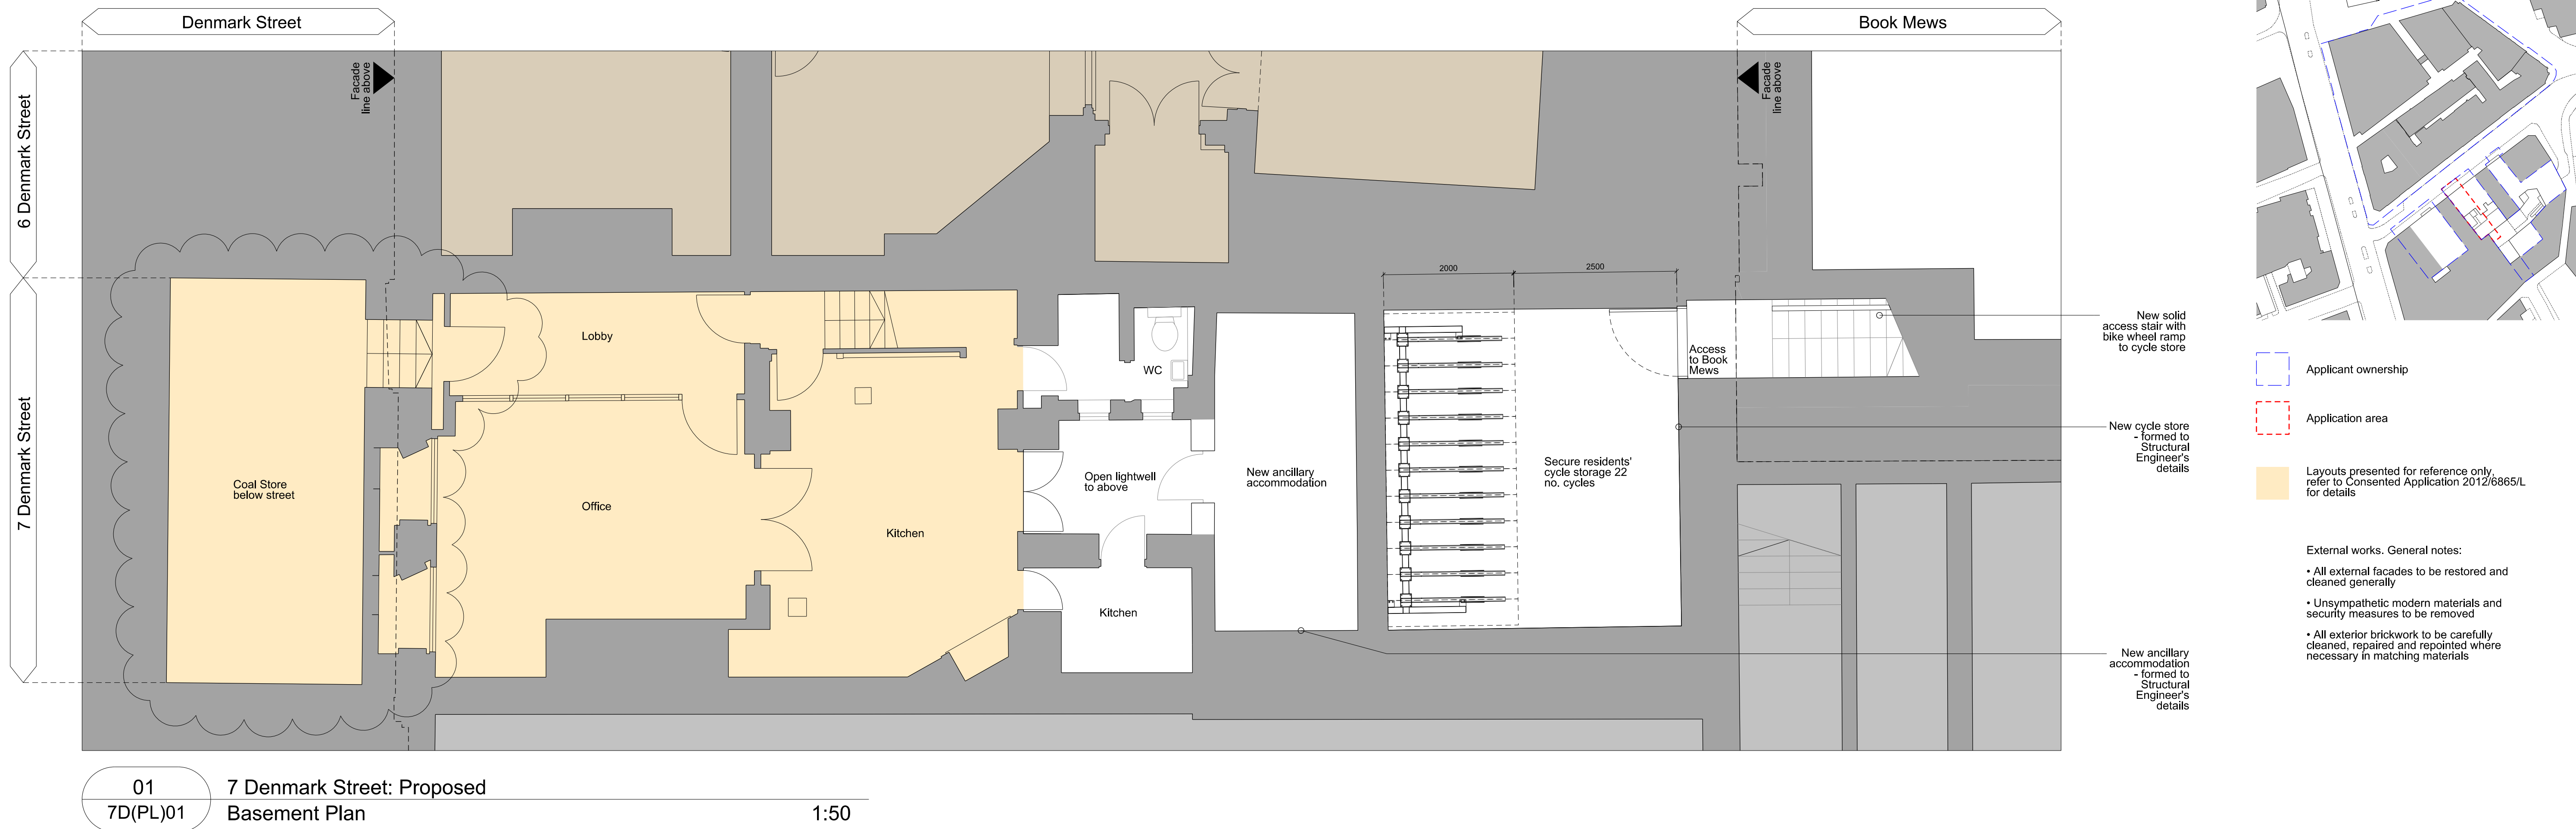 Denmark Street
Book Mews
6 Denmark Street
7 Denmark Street
Facade
line above
Facade
line above
2000
2500
Lobby
WC
Access
to Book
Mews
Coal Store
below street
Office
Kitchen
Open lightwell
to above
Kitchen
New ancillary
accommodation
Secure residents'
cycle storage 22
no. cycles
New solid
access stair with
bike wheel ramp
to cycle store
New cycle store
- formed to
Structural
Engineer's
details
New ancillary
accommodation
- formed to
Structural
Engineer's
details
Applicant ownership
Application area
Layouts presented for reference only,
refer to Consented Application 2012/6865/L
for details
External works. General notes:
• All external facades to be restored and
cleaned generally
• Unsympathetic modern materials and
security measures to be removed
• All exterior brickwork to be carefully
cleaned, repaired and repointed where
necessary in matching materials
01
7D(PL)01
7 Denmark Street: Proposed
Basement Plan
1:50